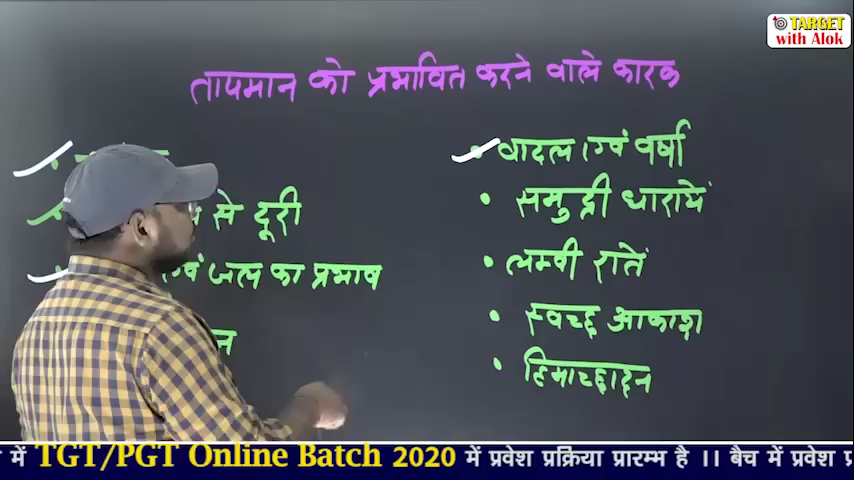 TARGET
with Alok
तापमान को प्रभावित करने वाले कारक
से दूरी
एवं जल का प्रभाव
न
• बादल एवं वर्षा
• समुद्री धारायें
• लम्बी रातें
• स्वच्छ आकाश
• हिमाच्छादन
में TGT/PGT Online Batch 2020 में प्रवेश प्रक्रिया प्रारम्भ है ।। बैच में प्रवेश